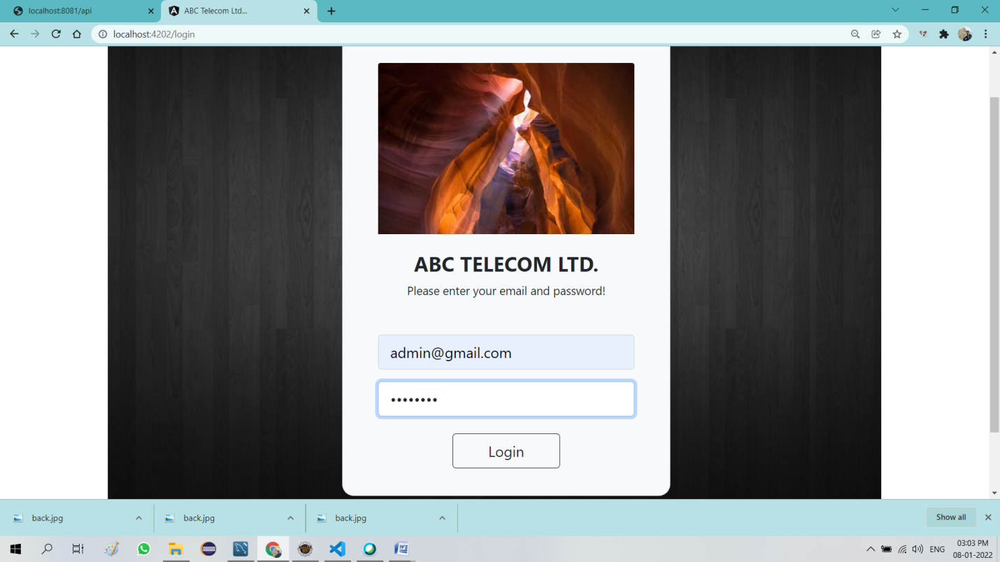 localhost:8081/api
ABC Telecom Ltd...
localhost:4202/login
ABC TELECOM LTD.
Please enter your email and password!
admin@gmail.com
••••••••
Login
back.jpg
back.jpg
back.jpg
Show all
ENG
03:03 PM
08-01-2022